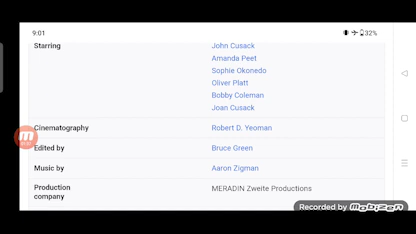 9:01 32%
Starring John Cusack
Amanda Peet
Sophie Okonedo
Oliver Platt
Bobby Coleman
Joan Cusack
Cinematography Robert D. Yeoman
Edited by Bruce Green
Music by Aaron Zigman
Production MERADIN Zweite Productions
company
Recorded by Mobizen